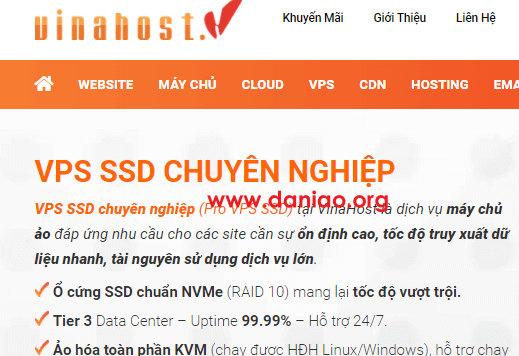 vinahost.
Khuyến Mãi Giới Thiệu Liên Hệ
WEBSITE MÁY CHỦ CLOUD VPS CDN HOSTING EMA
VPS SSD CHUYÊN NGHIỆP
www.daniao.org
VPS SSD chuyên nghiệp (Pro VPS SSD) tại VinaHost là dịch vụ máy chủ
ảo đáp ứng nhu cầu cho các site cần sự ổn định cao, tốc độ truy xuất dữ
liệu nhanh, tài nguyên sử dụng dịch vụ lớn.
Ổ cứng SSD chuẩn NVMe (RAID 10) mang lại tốc độ vượt trội.
Tier 3 Data Center – Uptime 99.99% – Hỗ trợ 24/7.
Ảo hóa toàn phần KVM (chạy được HĐH Linux/Windows), hỗ trợ chạy